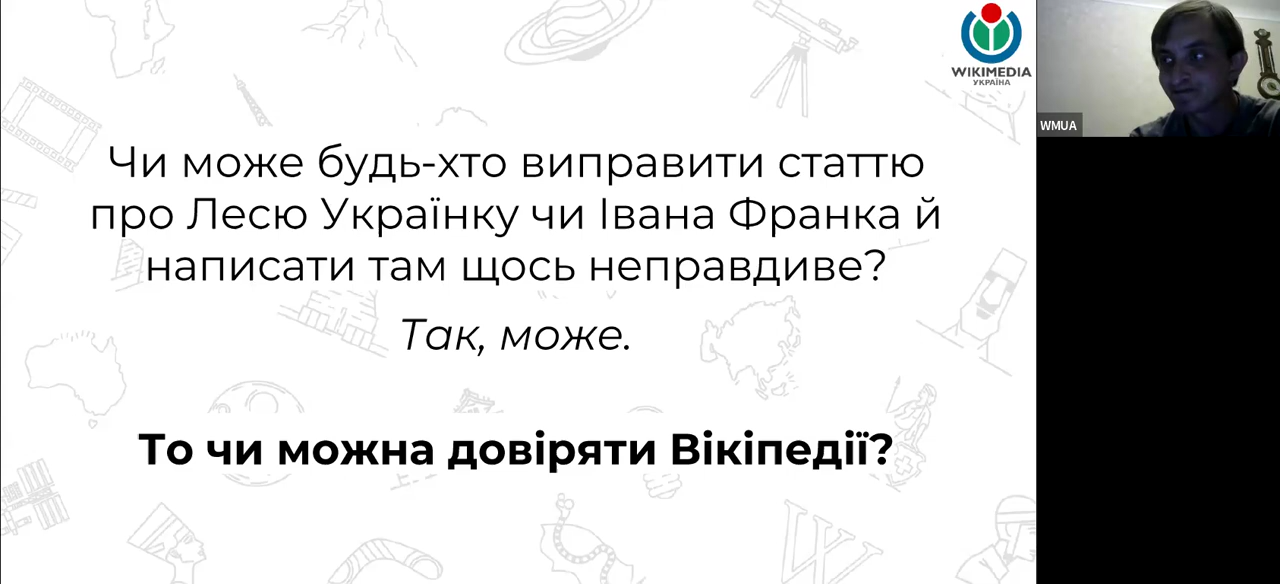 WIKIMEDIA
УКРАЇНА
WMUA
Чи може будь-хто виправити статтю
про Лесю Українку чи Івана Франка й
написати там щось неправдиве?
Так, може.
То чи можна довіряти Вікіпедії?